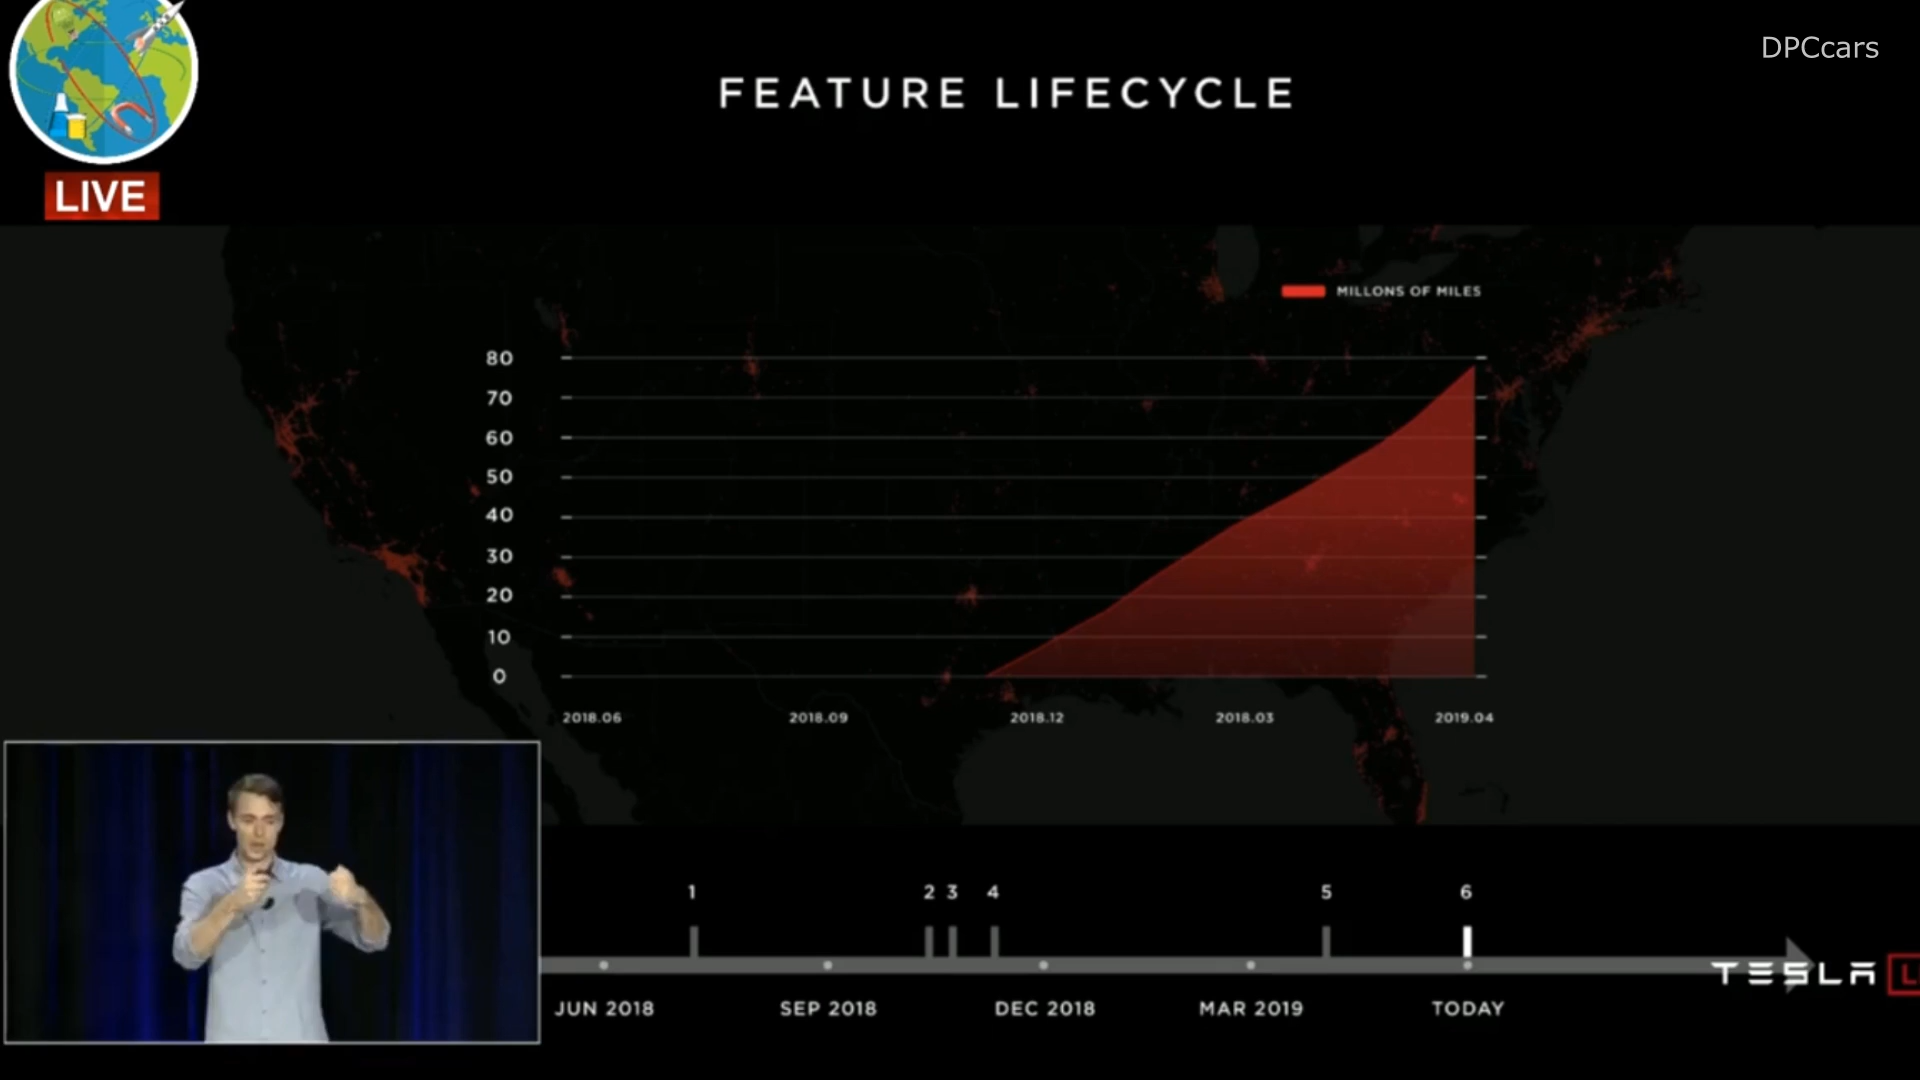 DPCcars
FEATURE LIFECYCLE
LIVE
MILLONS OF MILES
80
70
60
50
40
30
20
10
0
2018.06 2018.09 2018.12 2018.03 2019.04
1 2 3 4 5 6
JUN 2018 SEP 2018 DEC 2018 MAR 2019 TODAY
TESLA L